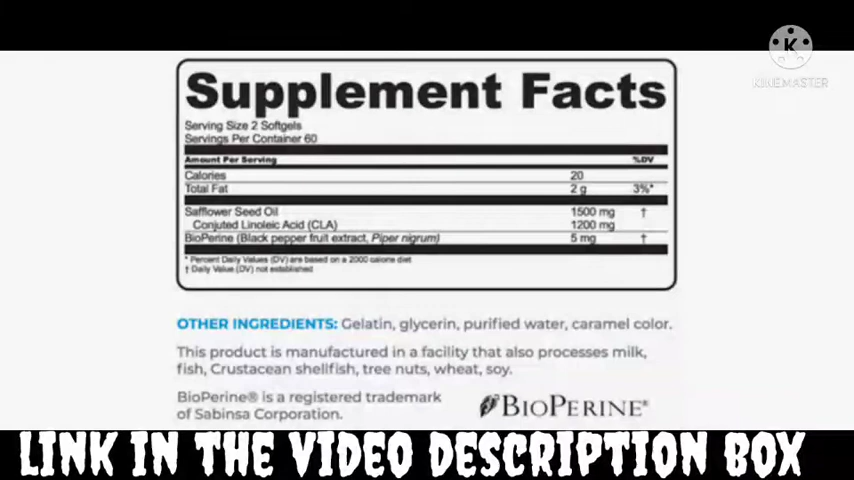 K
KINEMASTER
Supplement Facts
Serving Size 2 Softgels
Servings Per Container 60
Amount Per Serving %DV
Calories 20
Total Fat 2 g 3%*
Safflower Seed Oil 1500 mg †
Conjuted Linoleic Acid (CLA) 1200 mg
BioPerine (Black pepper fruit extract, Piper nigrum) 5 mg †
* Percent Daily Values (DV) are based on a 2000 calorie diet
† Daily Value (DV) not established
OTHER INGREDIENTS: Gelatin, glycerin, purified water, caramel color.
This product is manufactured in a facility that also processes milk,
fish, Crustacean shellfish, tree nuts, wheat, soy.
BioPerine® is a registered trademark
of Sabinsa Corporation.
BIOPERINE®
LINK IN THE VIDEO DESCRIPTION BOX